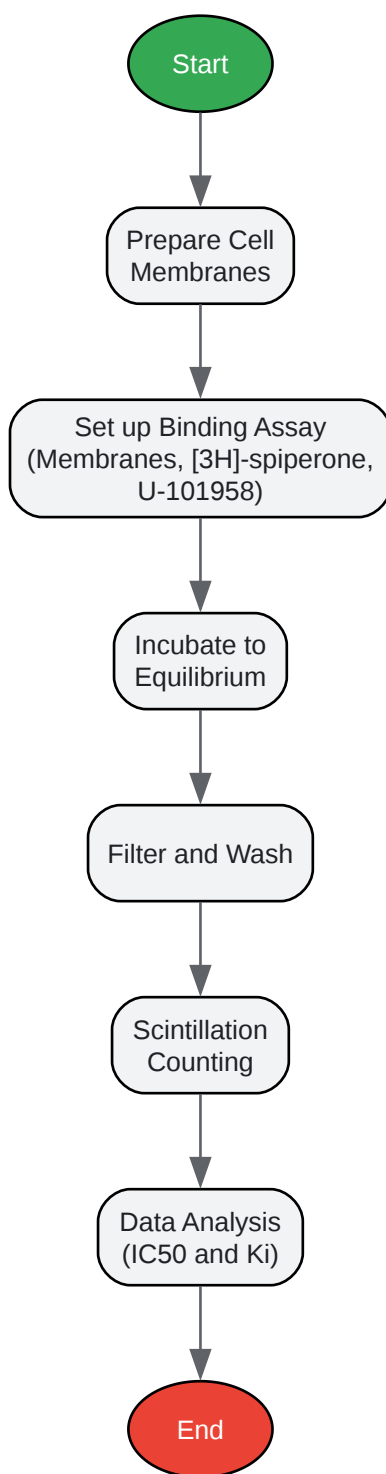 Start
Prepare Cell
Membranes
Set up Binding Assay
(Membranes, [3H]-spiperone,
U-101958)
Incubate to
Equilibrium
Filter and Wash
Scintillation
Counting
Data Analysis
(IC50 and Ki)
End